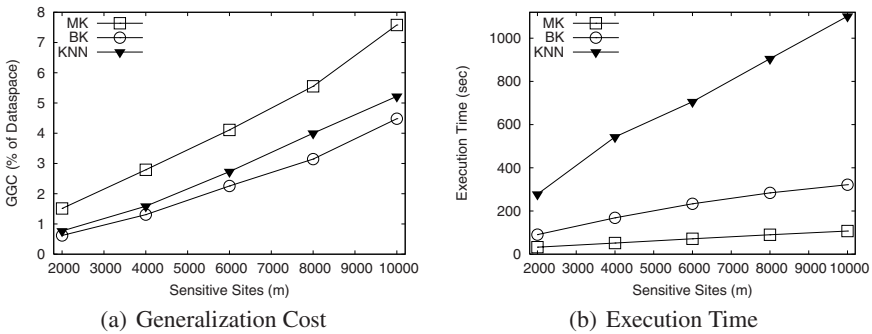 8
7
6
5
4
3
2
1
0
GGC (% of Dataspace)
MK
BK
KNN
2000 3000 4000 5000 6000 7000 8000 9000 10000
Sensitive Sites (m)
(a) Generalization Cost
1000
800
600
400
200
0
Execution Time (sec)
MK
BK
KNN
2000 3000 4000 5000 6000 7000 8000 9000 10000
Sensitive Sites (m)
(b) Execution Time